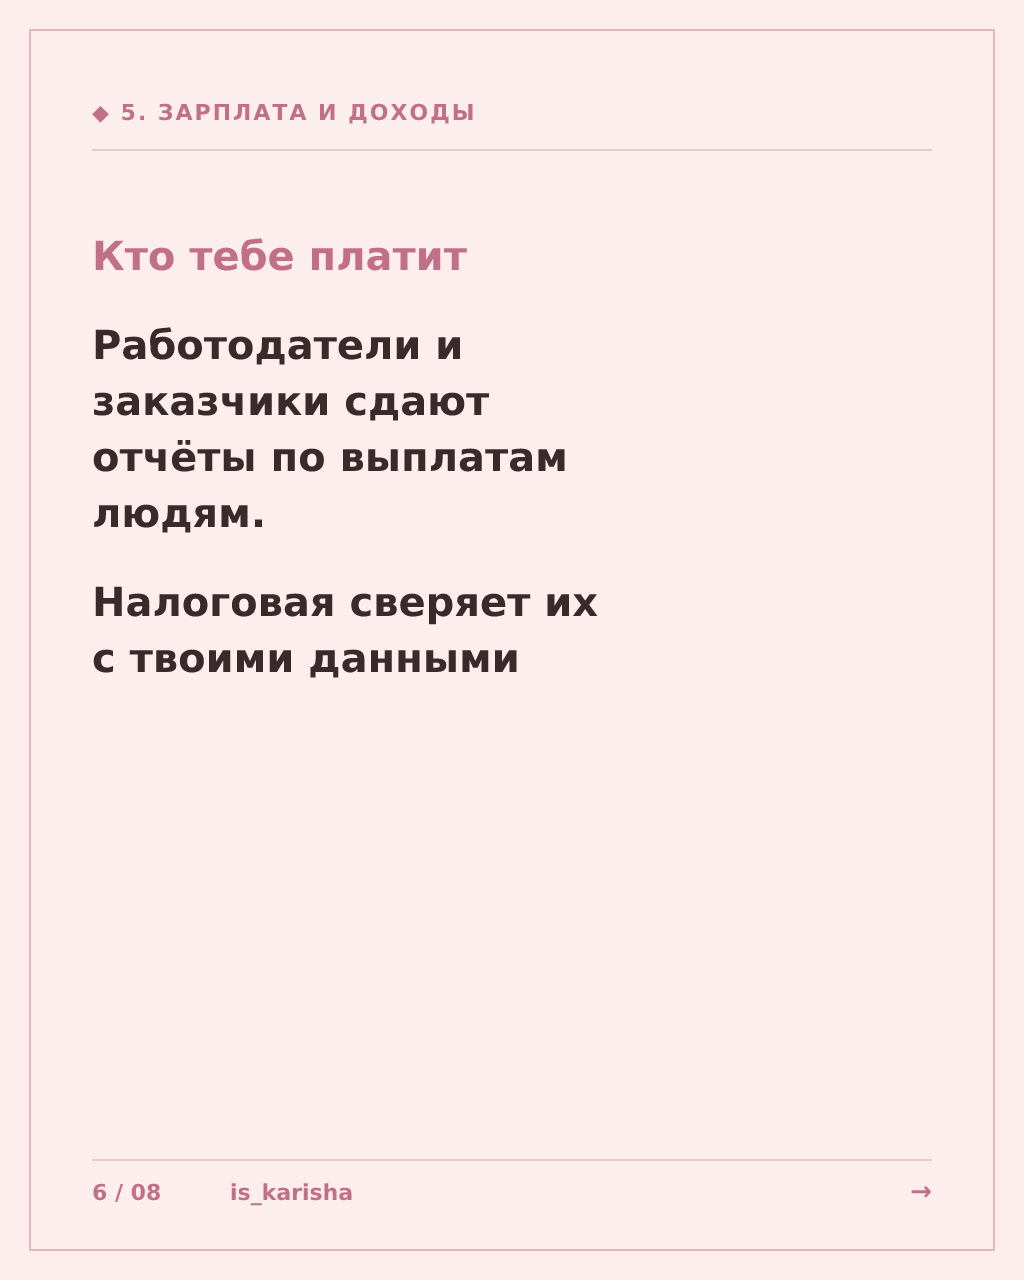 ◆ 5. ЗАРПЛАТА И ДОХОДЫ
Кто тебе платит
Работодатели и
заказчики сдают
отчёты по выплатам
людям.
Налоговая сверяет их
с твоими данными
6 / 08 is_karisha →